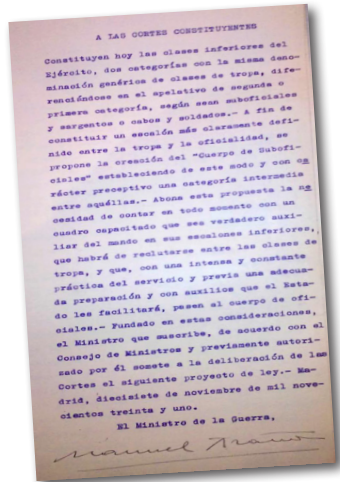 A LAS CORTES CONSTITUYENTES
Constituyen hoy las clases inferiores del
Ejército, dos categorías con la misma deno-
minación genérica de clases de tropa, dife-
renciándose en el apelativo de segunda o
primera categoría, según sean suboficiales
y sargentos o cabos y soldados.- A fin de
constituir un escalón más claramente defi-
nido entre la tropa y la oficialidad, se
propone la creación del "Cuerpo de Subofi-
ciales" estableciendo de este modo y con ca
rácter preceptivo una categoría intermedia
entre aquéllas.- Abona esta propuesta la ne
cesidad de contar en todo momento con un
cuadro capacitado que sea verdadero auxi-
liar del mando en sus escalones inferiores,
que habrá de reclutarse entre las clases de
tropa, y que, con una intensa y constante
práctica del servicio y previa una adecua-
da preparación y con auxilios que el Esta-
do les facilitará, pasen al cuerpo de ofi-
ciales.- Fundado en estas consideraciones,
el Ministro que suscribe, de acuerdo con el
Consejo de Ministros y previamente autori-
zado por él somete a la deliberación de las
Cortes el siguiente proyecto de ley.- Ma-
drid, diecisiete de noviembre de mil nove-
cientos treinta y uno.
El Ministro de la Guerra,
Manuel Azaña